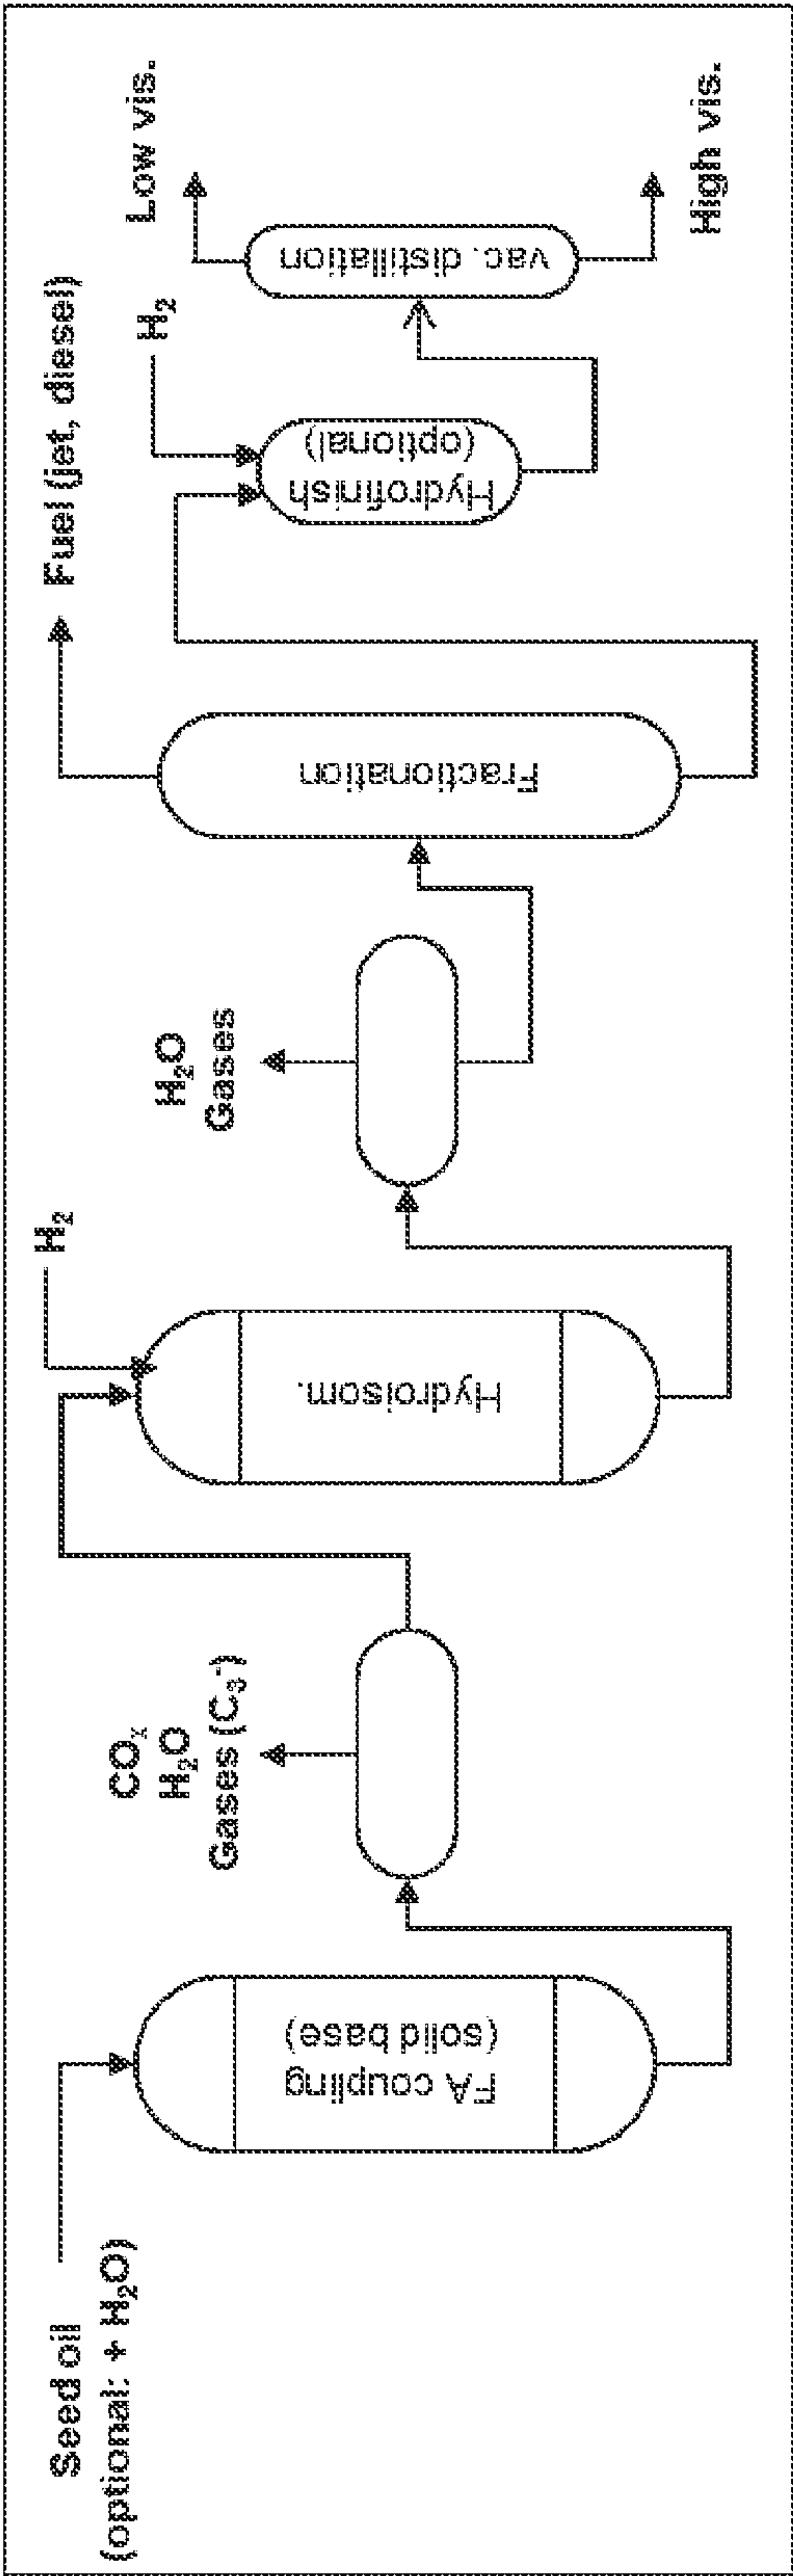 Seed oil
(optional: + H₂O)
FA coupling
(solid base)
COₓ
H₂O
Gases (C₃⁻)
H₂
Hydroisom.
H₂O
Gases
Fractionation
Fuel (jet, diesel)
H₂
Hydrofinish
(optional)
vac. distillation
Low vis.
High vis.